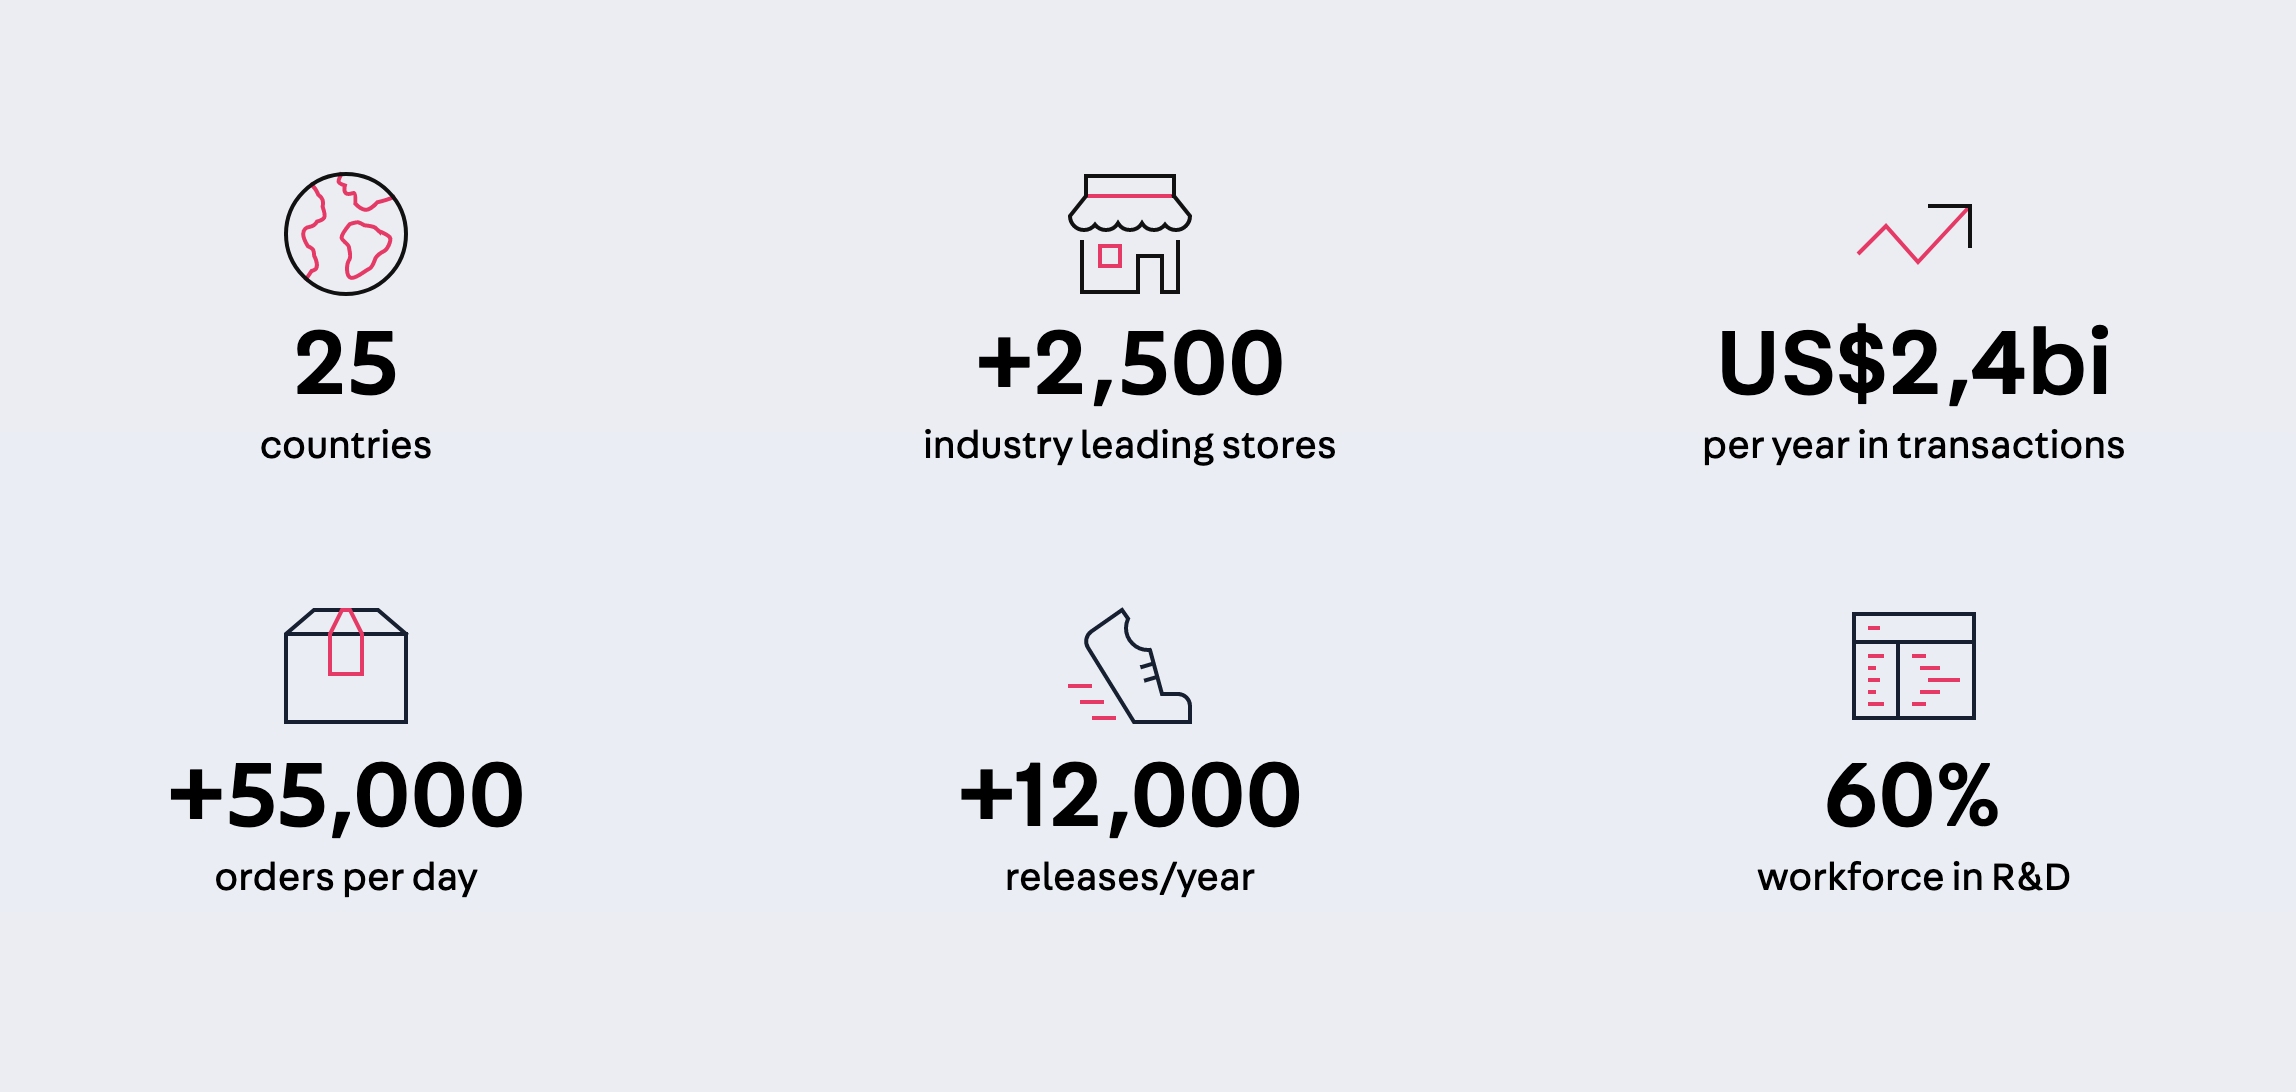 25
countries
+2,500
industry leading stores
US$2,4bi
per year in transactions
+55,000
orders per day
+12,000
releases/year
60%
workforce in R&D